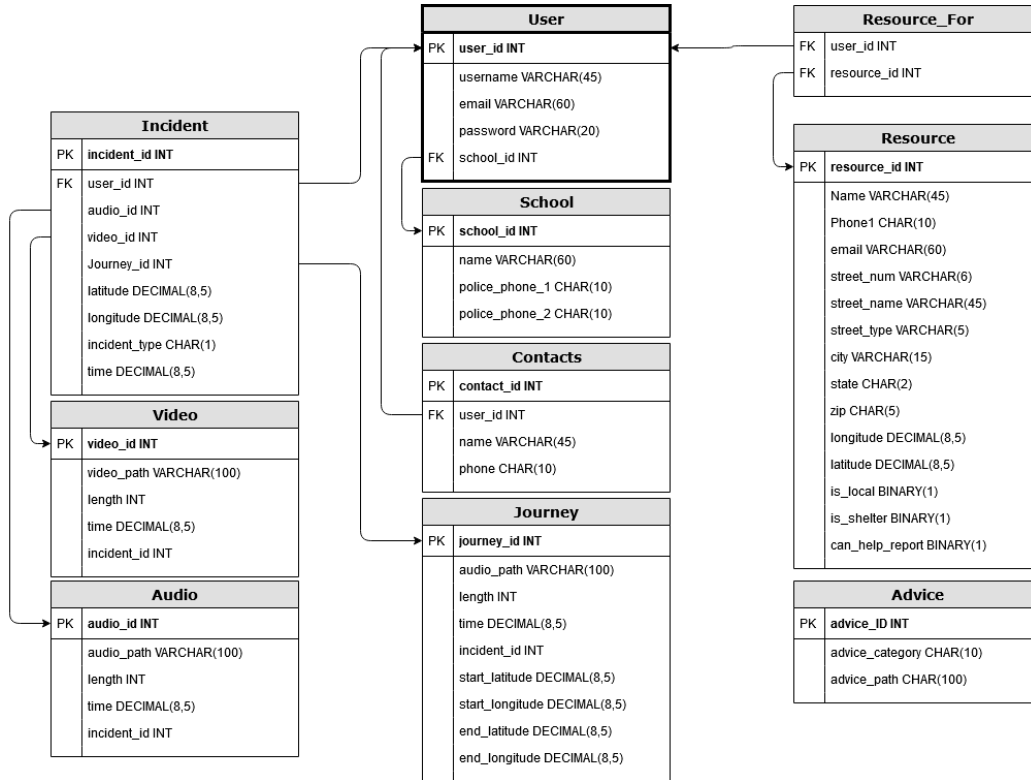 User
PK user_id INT
username VARCHAR(45)
email VARCHAR(60)
password VARCHAR(20)
FK school_id INT
Resource_For
FK user_id INT
FK resource_id INT
Incident
PK incident_id INT
FK user_id INT
audio_id INT
video_id INT
Journey_id INT
latitude DECIMAL(8,5)
longitude DECIMAL(8,5)
incident_type CHAR(1)
time DECIMAL(8,5)
School
PK school_id INT
name VARCHAR(60)
police_phone_1 CHAR(10)
police_phone_2 CHAR(10)
Resource
PK resource_id INT
Name VARCHAR(45)
Phone1 CHAR(10)
email VARCHAR(60)
street_num VARCHAR(6)
street_name VARCHAR(45)
street_type VARCHAR(5)
city VARCHAR(15)
state CHAR(2)
zip CHAR(5)
longitude DECIMAL(8,5)
latitude DECIMAL(8,5)
is_local BINARY(1)
is_shelter BINARY(1)
can_help_report BINARY(1)
Contacts
PK contact_id INT
FK user_id INT
name VARCHAR(45)
phone CHAR(10)
Video
PK video_id INT
video_path VARCHAR(100)
length INT
time DECIMAL(8,5)
incident_id INT
Journey
PK journey_id INT
audio_path VARCHAR(100)
length INT
time DECIMAL(8,5)
incident_id INT
start_latitude DECIMAL(8,5)
start_longitude DECIMAL(8,5)
end_latitude DECIMAL(8,5)
end_longitude DECIMAL(8,5)
Audio
PK audio_id INT
audio_path VARCHAR(100)
length INT
time DECIMAL(8,5)
incident_id INT
Advice
PK advice_ID INT
advice_category CHAR(10)
advice_path CHAR(100)